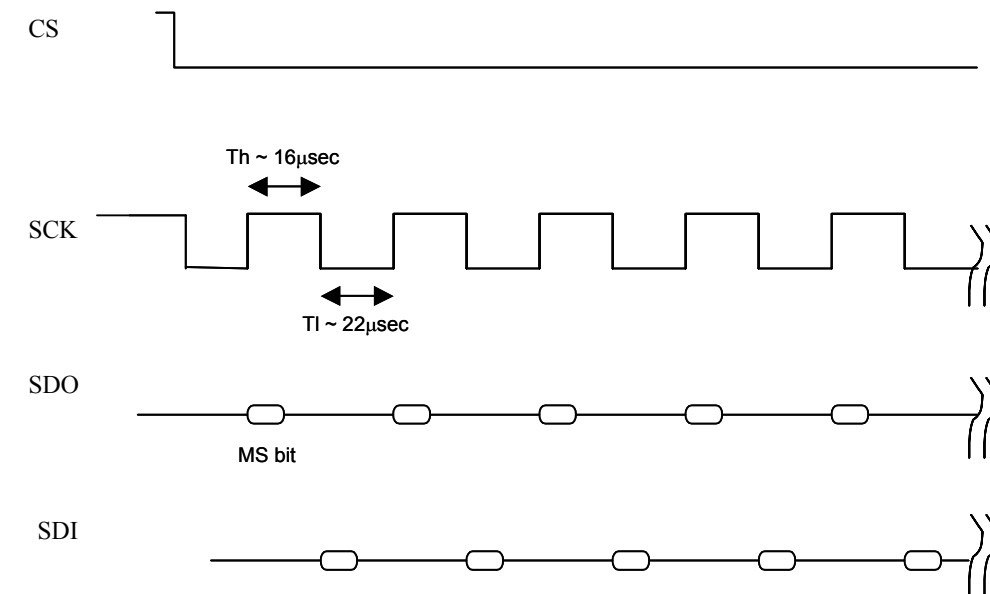 CS
Th ~ 16μsec
SCK
Tl ~ 22μsec
SDO
MS bit
SDI